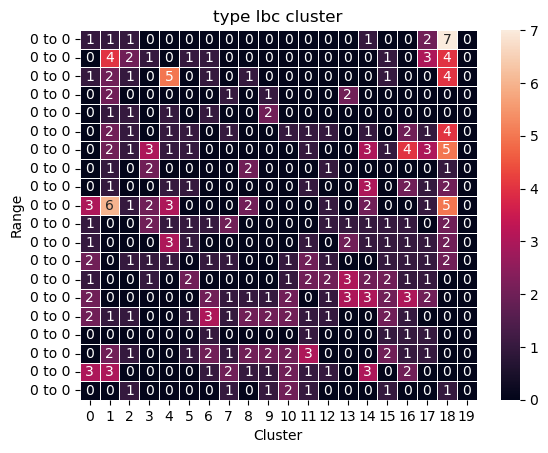 type lbc cluster
0 to 0 1 1 1 0 0 0 0 0 0 0 0 0 0 0 1 0 0 2 7 0
0 to 0 0 4 2 1 0 1 1 0 0 0 0 0 0 0 0 1 0 3 4 0
0 to 0 1 2 1 0 5 0 1 0 1 0 0 0 0 0 0 1 0 0 4 0
0 to 0 0 2 0 0 0 0 0 1 0 1 0 0 0 2 0 0 0 0 0 0
0 to 0 0 1 1 0 1 0 1 0 0 2 0 0 0 0 0 0 0 0 0 0
0 to 0 0 2 1 0 1 1 0 1 0 0 1 1 1 0 1 0 2 1 4 0
0 to 0 0 2 1 3 1 1 0 0 0 0 0 1 0 0 3 1 4 3 5 0
0 to 0 0 1 0 2 0 0 0 0 2 0 0 0 1 0 0 0 0 0 1 0
0 to 0 0 1 0 0 1 1 0 0 0 0 0 1 0 0 3 0 2 1 2 0
0 to 0 3 6 1 2 3 0 0 0 2 0 0 0 1 0 2 0 0 1 5 0
0 to 0 1 0 0 2 1 1 1 2 0 0 0 0 1 1 1 1 1 0 2 0
0 to 0 1 0 0 0 3 1 0 0 0 0 0 1 0 2 1 1 1 1 2 0
0 to 0 2 0 1 1 1 0 1 1 0 0 1 2 1 0 0 1 1 1 2 0
0 to 0 1 0 0 1 0 2 0 0 0 0 1 2 2 3 2 2 1 1 0 0
0 to 0 2 0 0 0 0 0 2 1 1 1 2 0 1 3 3 2 3 2 0 0
0 to 0 2 1 1 0 0 1 3 1 2 2 2 1 1 0 0 2 1 0 0 0
0 to 0 0 0 0 0 0 0 1 0 0 0 0 1 0 0 0 1 1 1 0 0
0 to 0 0 2 1 0 0 1 2 1 2 2 2 3 0 0 0 2 1 1 0 0
0 to 0 3 3 0 0 0 0 1 2 1 1 2 1 1 0 3 0 2 0 0 0
0 to 0 0 0 1 0 0 0 0 1 0 1 2 1 0 0 0 1 0 0 1 0
0 1 2 3 4 5 6 7 8 9 10 11 12 13 14 15 16 17 18 19
Cluster
Range
7
6
5
4
3
2
1
0